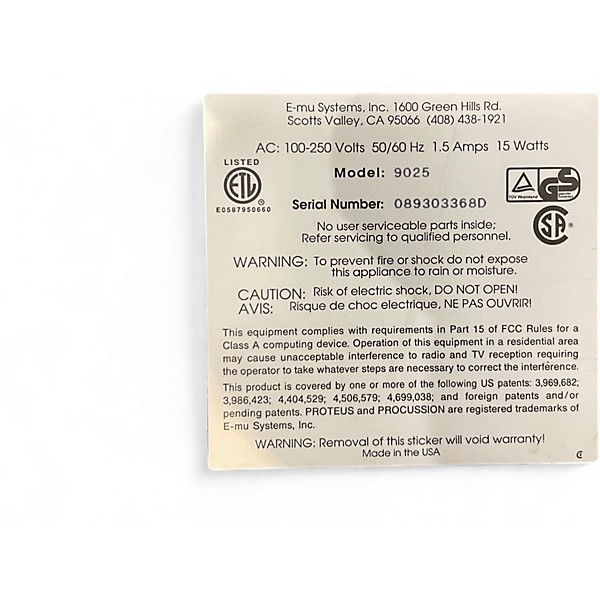 E-mu Systems, Inc. 1600 Green Hills Rd.
Scotts Valley, CA 95066 (408) 438-1921
AC: 100-250 Volts 50/60 Hz 1.5 Amps 15 Watts
LISTED
ETL
E0587950660
Model: 9025
Serial Number: 089303368D
TÜV Rheinland
GS
geprüfte Sicherheit
SA
No user serviceable parts inside;
Refer servicing to qualified personnel.
WARNING: To prevent fire or shock do not expose
this appliance to rain or moisture.
CAUTION: Risk of electric shock, DO NOT OPEN!
AVIS: Risque de choc electrique, NE PAS OUVRIR!
This equipment complies with requirements in Part 15 of FCC Rules for a
Class A computing device. Operation of this equipment in a residential area
may cause unacceptable interference to radio and TV reception requiring
the operator to take whatever steps are necessary to correct the interference.
This product is covered by one or more of the following US patents: 3,969,682;
3,986,423; 4,404,529; 4,506,579; 4,699,038; and foreign patents and/or
pending patents. PROTEUS and PROCUSSION are registered trademarks of
E-mu Systems, Inc.
WARNING: Removal of this sticker will void warranty!
Made in the USA